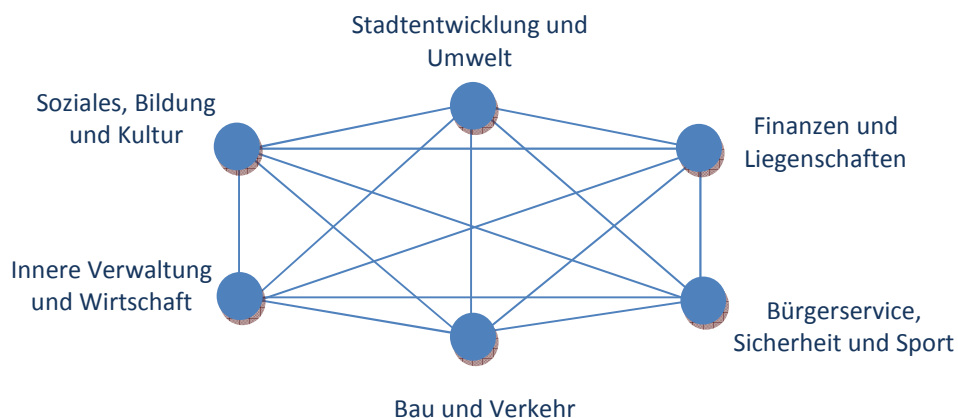 Stadtentwicklung und
Umwelt
Soziales, Bildung
und Kultur
Finanzen und
Liegenschaften
Innere Verwaltung
und Wirtschaft
Bürgerservice,
Sicherheit und Sport
Bau und Verkehr